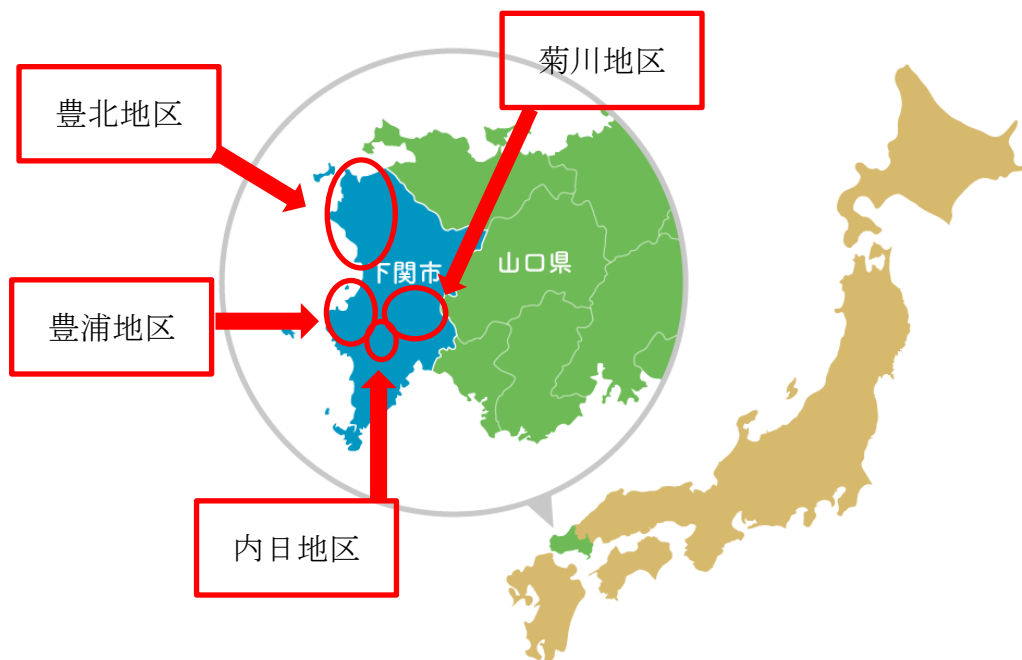 菊川地区
豊北地区
山口県
下関市
豊浦地区
内日地区